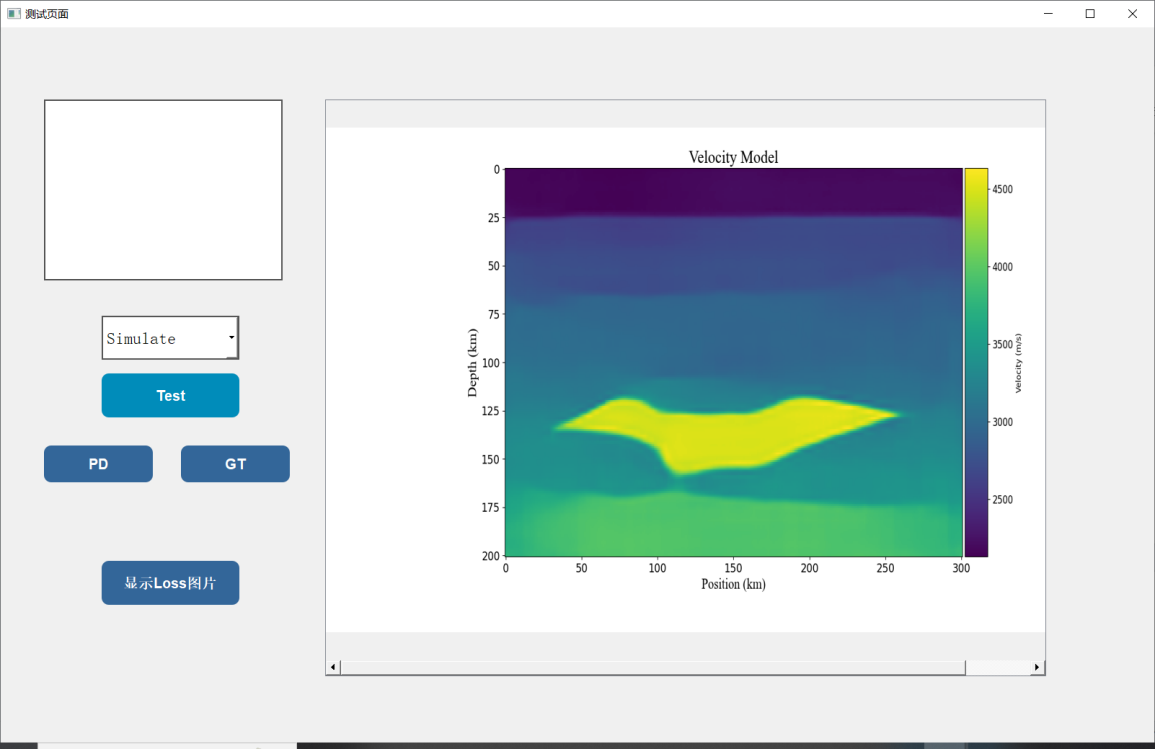 测试页面
Simulate
Test
PD
GT
显示Loss图片
Velocity Model
0
25
50
75
100
125
150
175
200
Depth (km)
0
50
100
150
200
250
300
Position (km)
4500
4000
3500
3000
2500
Velocity (m/s)